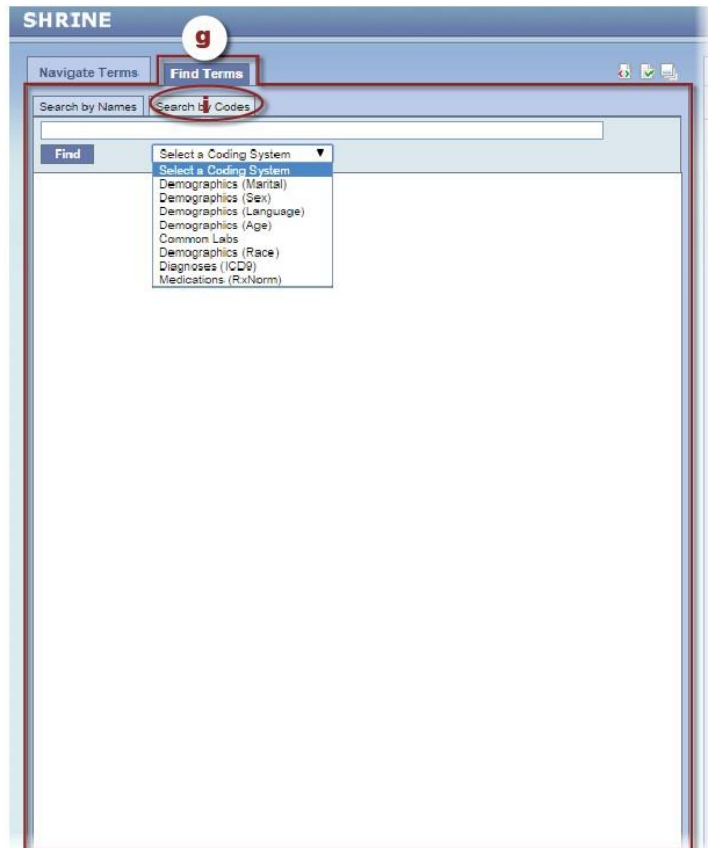 SHRINE
g
Navigate Terms Find Terms
Search by Names Search by Codes
i
Find Select a Coding System
Select a Coding System
Demographics (Marital)
Demographics (Sex)
Demographics (Language)
Demographics (Age)
Common Labs
Demographics (Race)
Diagnoses (ICD9)
Medications (RxNorm)